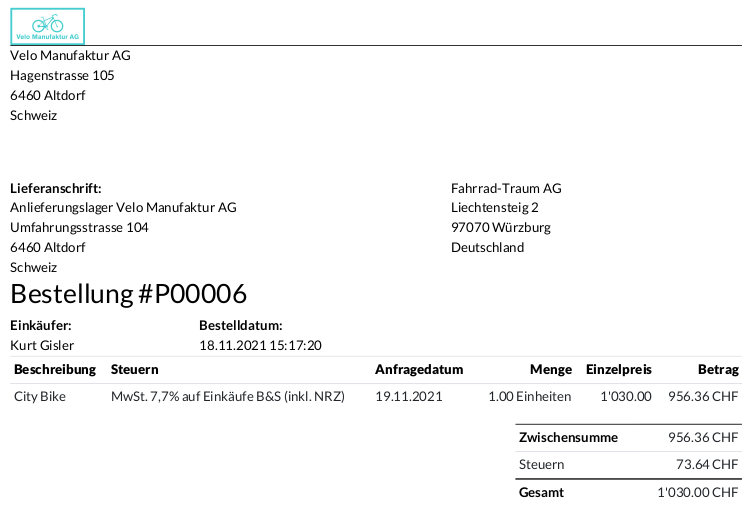 Velo Manufaktur AG
Velo Manufaktur AG
Hagenstrasse 105
6460 Altdorf
Schweiz
Lieferanschrift:
Anlieferungslager Velo Manufaktur AG
Umfahrungsstrasse 104
6460 Altdorf
Schweiz
Fahrrad-Traum AG
Liechtensteig 2
97070 Würzburg
Deutschland
Bestellung #P00006
Einkäufer: Bestelldatum:
Kurt Gisler 18.11.2021 15:17:20
Beschreibung Steuern Anfragedatum Menge Einzelpreis Betrag
City Bike MwSt. 7,7% auf Einkäufe B&S (inkl. NRZ) 19.11.2021 1.00 Einheiten 1'030.00 956.36 CHF
Zwischensumme 956.36 CHF
Steuern 73.64 CHF
Gesamt 1'030.00 CHF